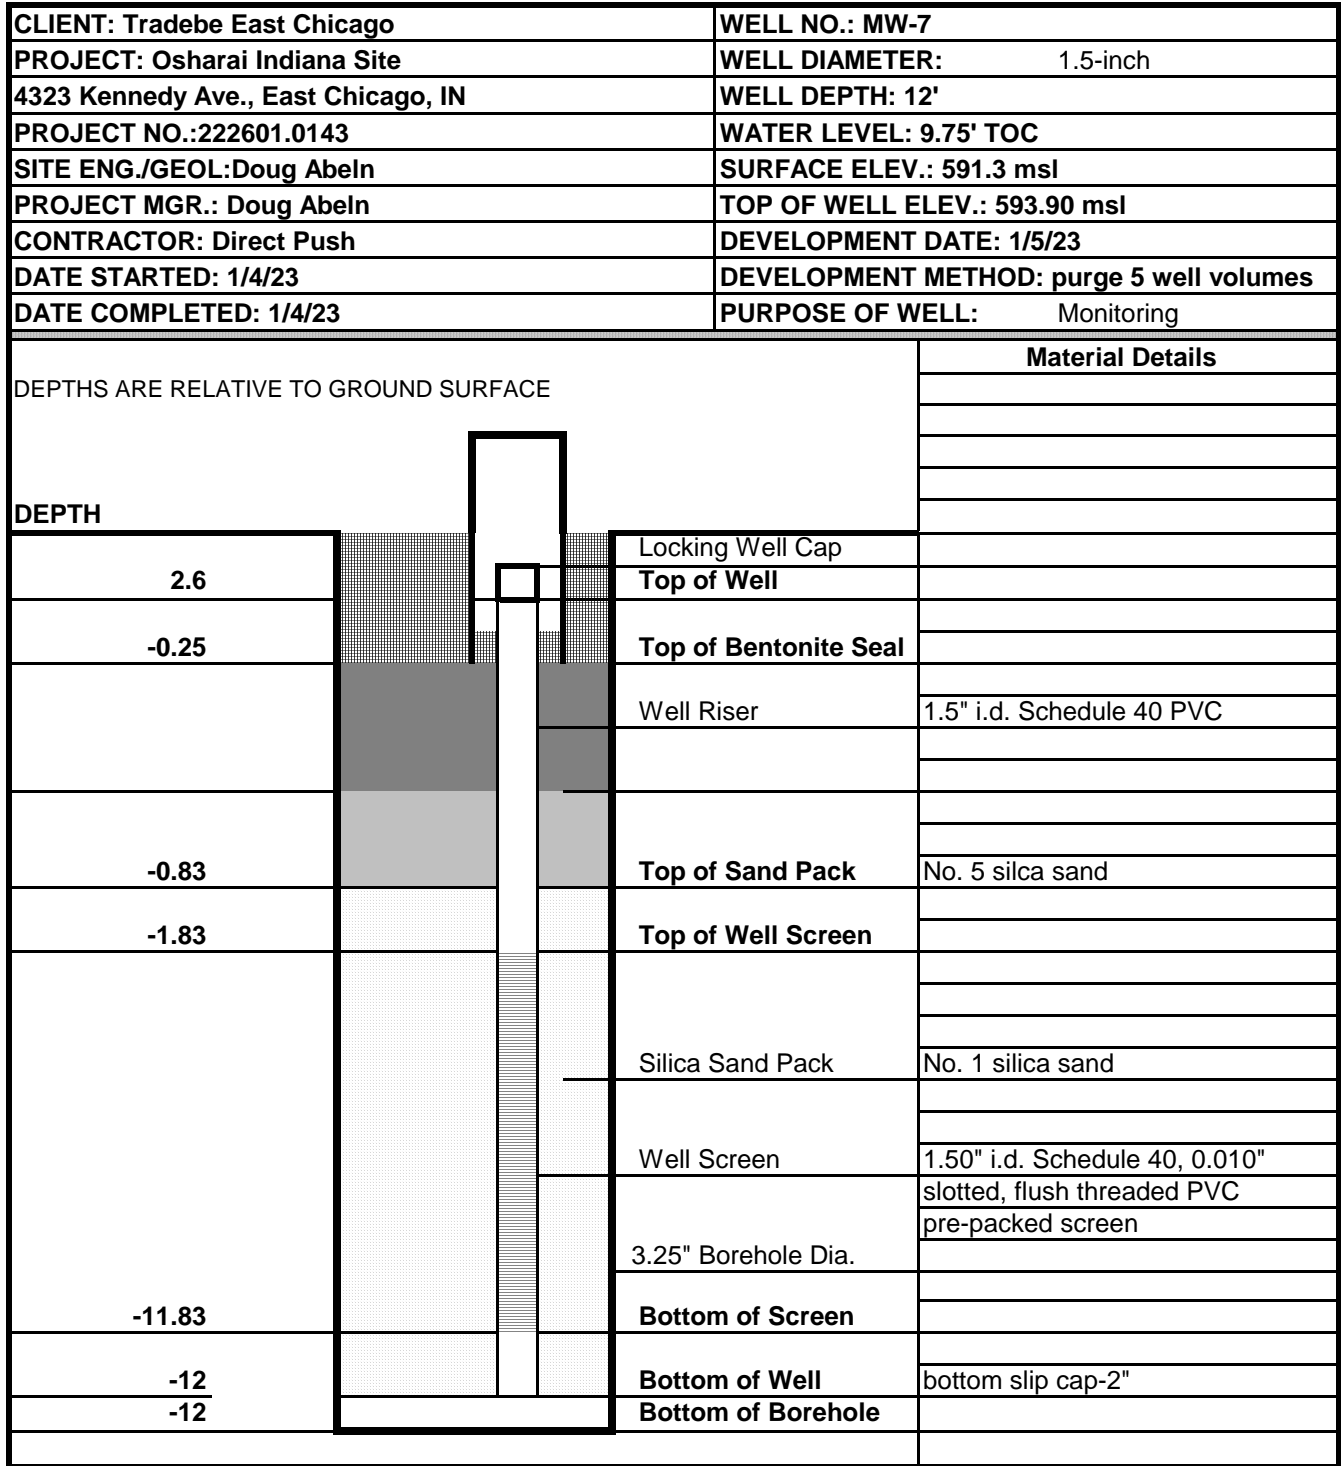 CLIENT: Tradebe East Chicago
WELL NO.: MW-7
PROJECT: Osharai Indiana Site
WELL DIAMETER: 1.5-inch
4323 Kennedy Ave., East Chicago, IN
WELL DEPTH: 12'
PROJECT NO.:222601.0143
WATER LEVEL: 9.75' TOC
SITE ENG./GEOL:Doug Abeln
SURFACE ELEV.: 591.3 msl
PROJECT MGR.: Doug Abeln
TOP OF WELL ELEV.: 593.90 msl
CONTRACTOR: Direct Push
DEVELOPMENT DATE: 1/5/23
DATE STARTED: 1/4/23
DEVELOPMENT METHOD: purge 5 well volumes
DATE COMPLETED: 1/4/23
PURPOSE OF WELL: Monitoring
Material Details
DEPTHS ARE RELATIVE TO GROUND SURFACE
DEPTH
Locking Well Cap
2.6 Top of Well
-0.25 Top of Bentonite Seal
Well Riser 1.5" i.d. Schedule 40 PVC
-0.83 Top of Sand Pack No. 5 silca sand
-1.83 Top of Well Screen
Silica Sand Pack No. 1 silica sand
Well Screen 1.50" i.d. Schedule 40, 0.010"
slotted, flush threaded PVC
pre-packed screen
3.25" Borehole Dia.
-11.83 Bottom of Screen
-12 Bottom of Well bottom slip cap-2"
-12 Bottom of Borehole